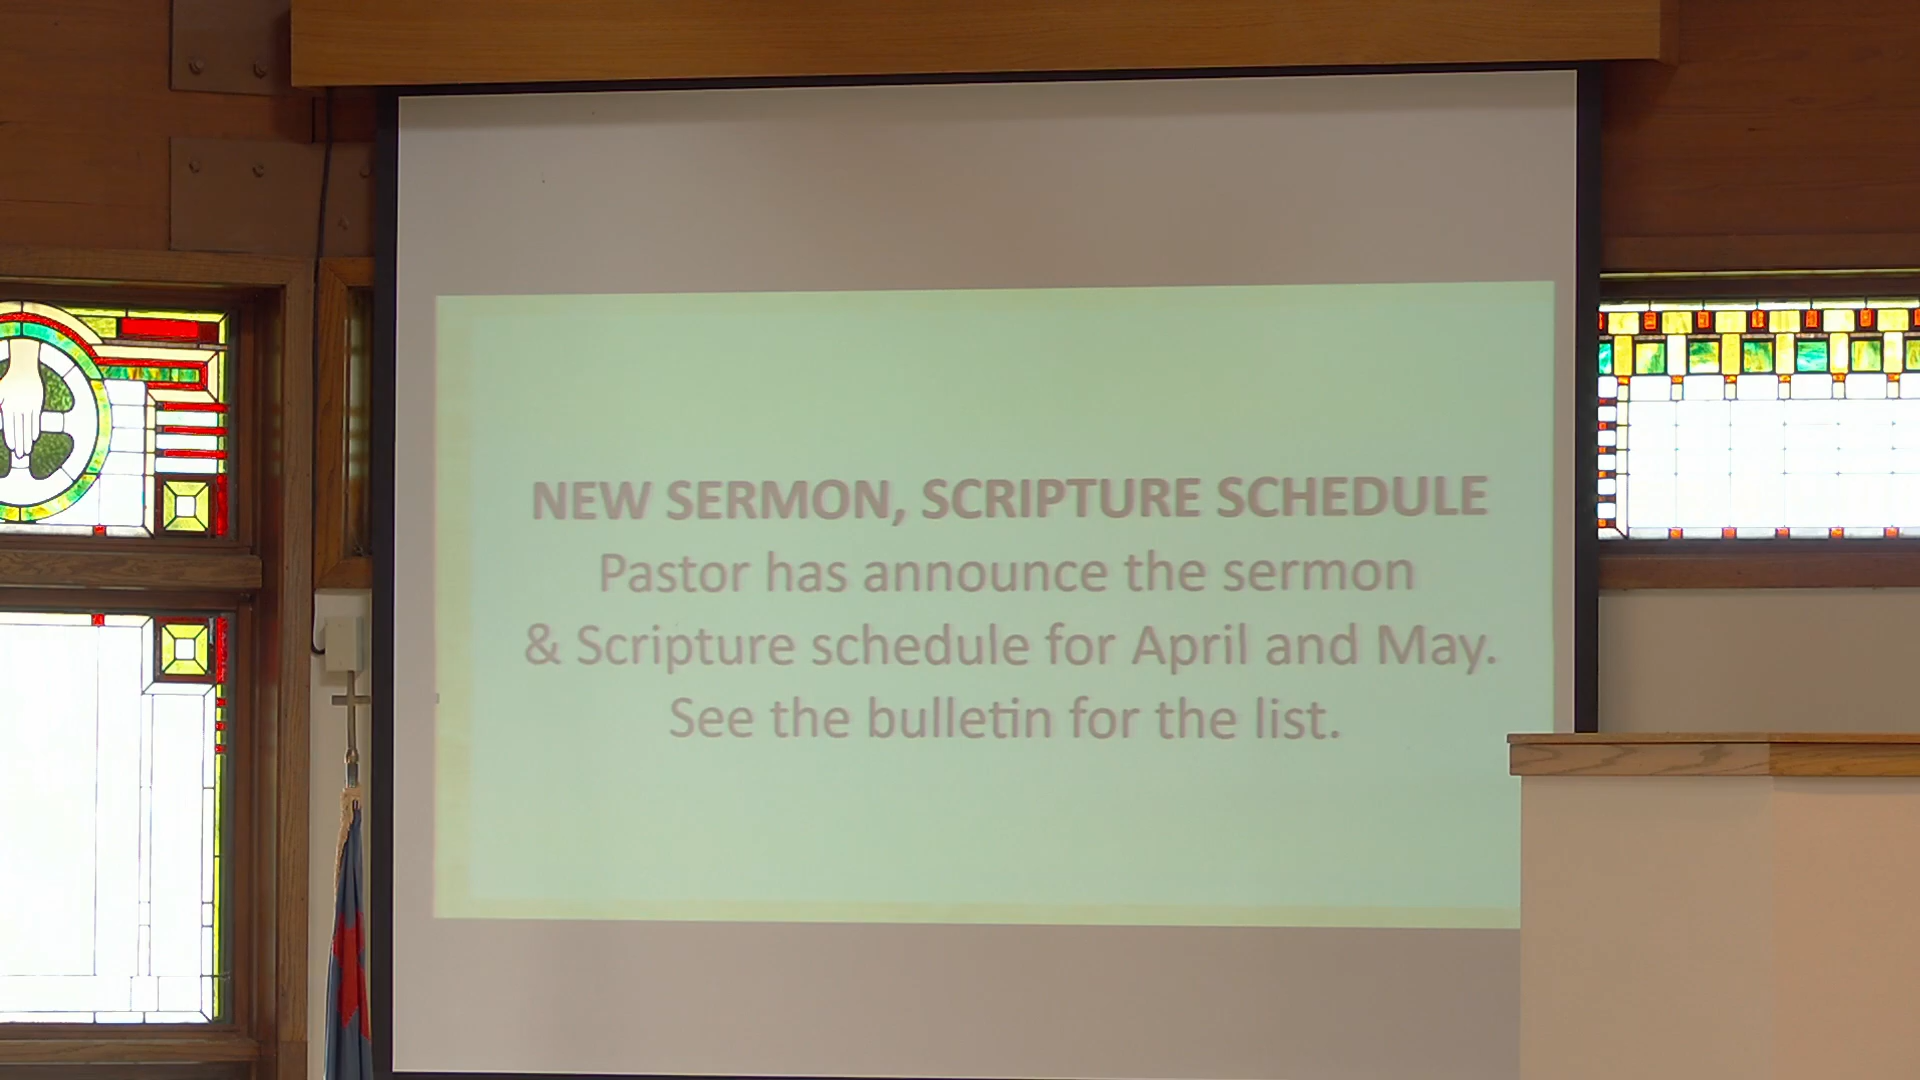 NEW SERMON, SCRIPTURE SCHEDULE
Pastor has announce the sermon
& Scripture schedule for April and May.
See the bulletin for the list.